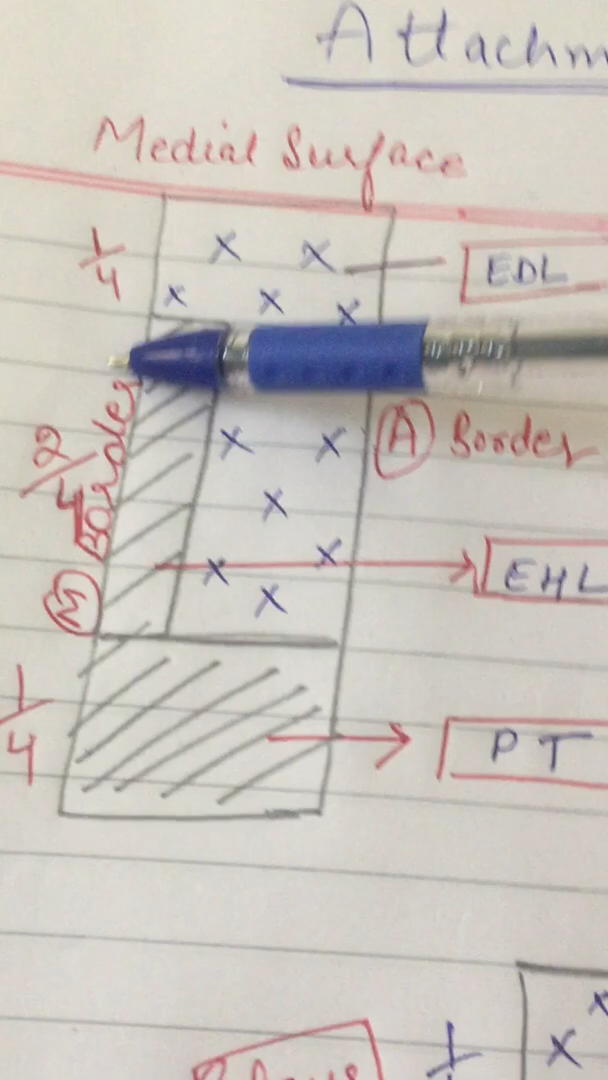 Attachm
Medial Surface
1/4
EDL
2/4
(M) Border
(A) Border
EHL
1/4
PT